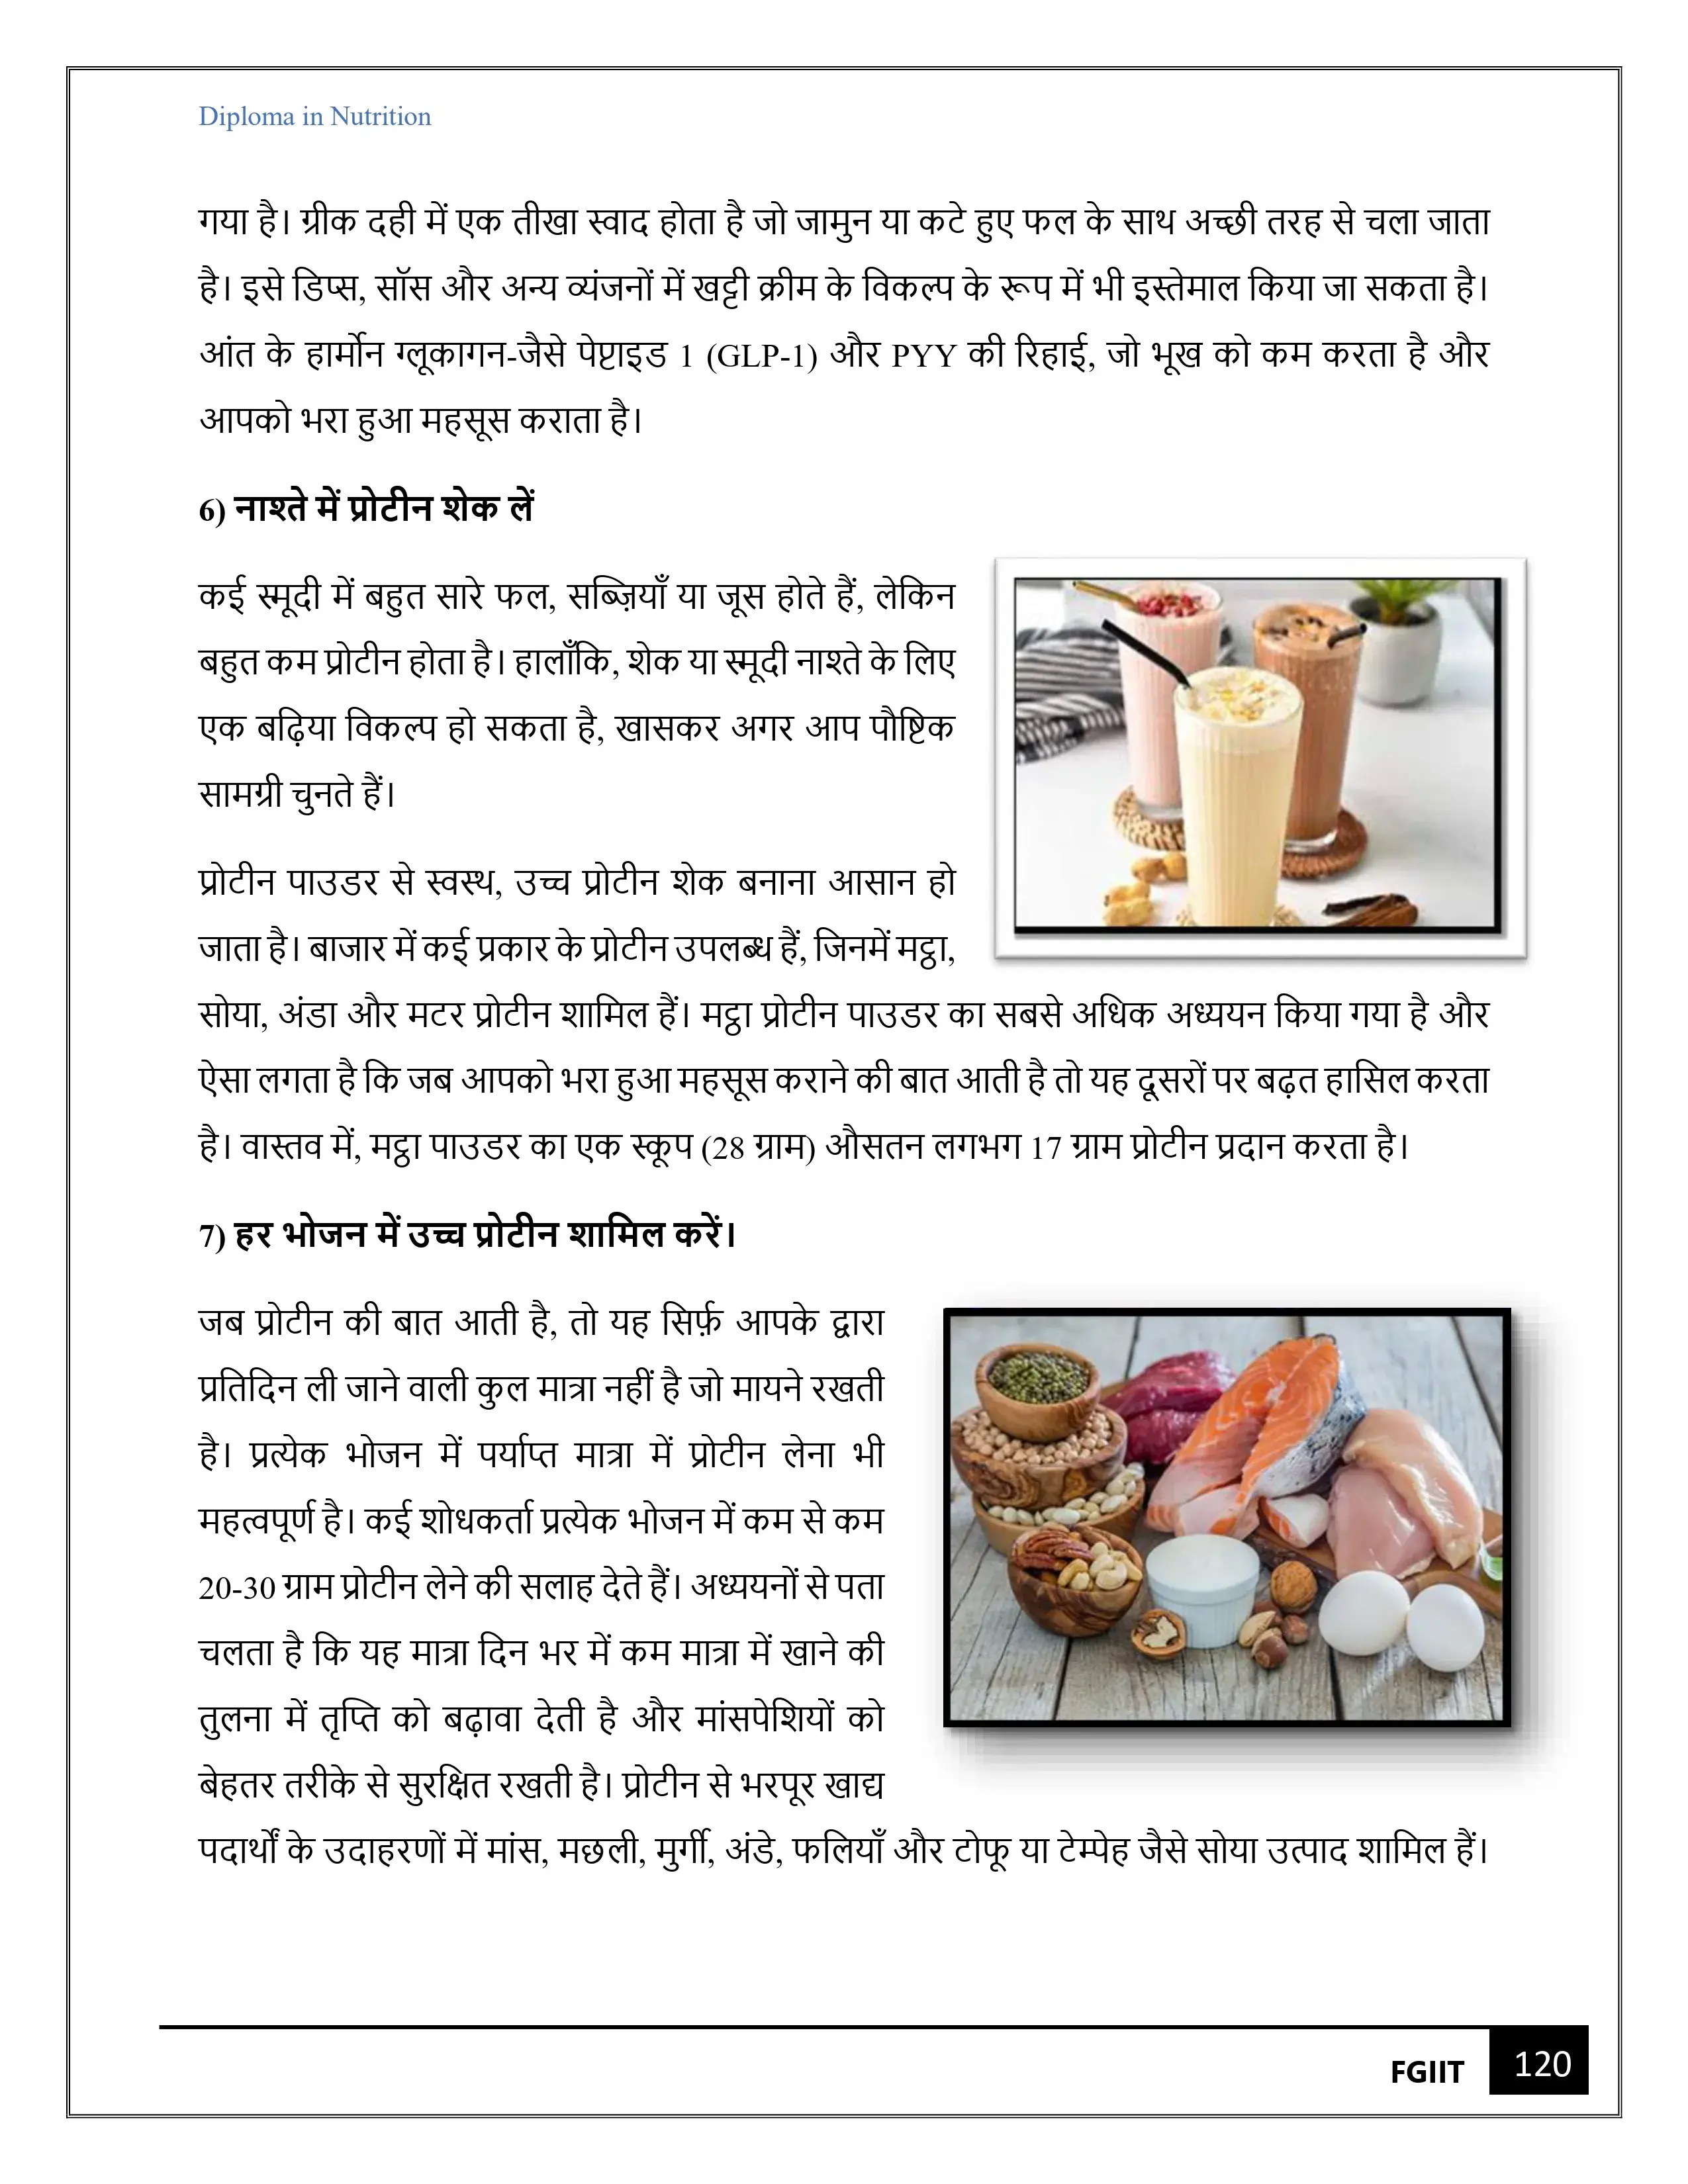 Diploma in Nutrition
गया है। ग्रीक दही में एक तीखा स्वाद होता है जो जामुन या कटे हुए फल के साथ अच्छी तरह से चला जाता
है। इसे डिप्स, सॉस और अन्य व्यंजनों में खट्टी क्रीम के विकल्प के रूप में भी इस्तेमाल किया जा सकता है।
आंत के हार्मोन ग्लूकागन-जैसे पेप्टाइड 1 (GLP-1) और PYY की रिहाई, जो भूख को कम करता है और
आपको भरा हुआ महसूस कराता है।
6) नाश्ते में प्रोटीन शेक लें
कई स्मूदी में बहुत सारे फल, सब्ज़ियाँ या जूस होते हैं, लेकिन
बहुत कम प्रोटीन होता है। हालाँकि, शेक या स्मूदी नाश्ते के लिए
एक बढ़िया विकल्प हो सकता है, खासकर अगर आप पौष्टिक
सामग्री चुनते हैं।
प्रोटीन पाउडर से स्वस्थ, उच्च प्रोटीन शेक बनाना आसान हो
जाता है। बाजार में कई प्रकार के प्रोटीन उपलब्ध हैं, जिनमें मट्ठा,
सोया, अंडा और मटर प्रोटीन शामिल हैं। मट्ठा प्रोटीन पाउडर का सबसे अधिक अध्ययन किया गया है और
ऐसा लगता है कि जब आपको भरा हुआ महसूस कराने की बात आती है तो यह दूसरों पर बढ़त हासिल करता
है। वास्तव में, मट्ठा पाउडर का एक स्कूप (28 ग्राम) औसतन लगभग 17 ग्राम प्रोटीन प्रदान करता है।
7) हर भोजन में उच्च प्रोटीन शामिल करें।
जब प्रोटीन की बात आती है, तो यह सिर्फ़ आपके द्वारा
प्रतिदिन ली जाने वाली कुल मात्रा नहीं है जो मायने रखती
है। प्रत्येक भोजन में पर्याप्त मात्रा में प्रोटीन लेना भी
महत्वपूर्ण है। कई शोधकर्ता प्रत्येक भोजन में कम से कम
20-30 ग्राम प्रोटीन लेने की सलाह देते हैं। अध्ययनों से पता
चलता है कि यह मात्रा दिन भर में कम मात्रा में खाने की
तुलना में तृप्ति को बढ़ावा देती है और मांसपेशियों को
बेहतर तरीके से सुरक्षित रखती है। प्रोटीन से भरपूर खाद्य
पदार्थों के उदाहरणों में मांस, मछली, मुर्गी, अंडे, फलियाँ और टोफू या टेम्पेह जैसे सोया उत्पाद शामिल हैं।
FGIIT 120